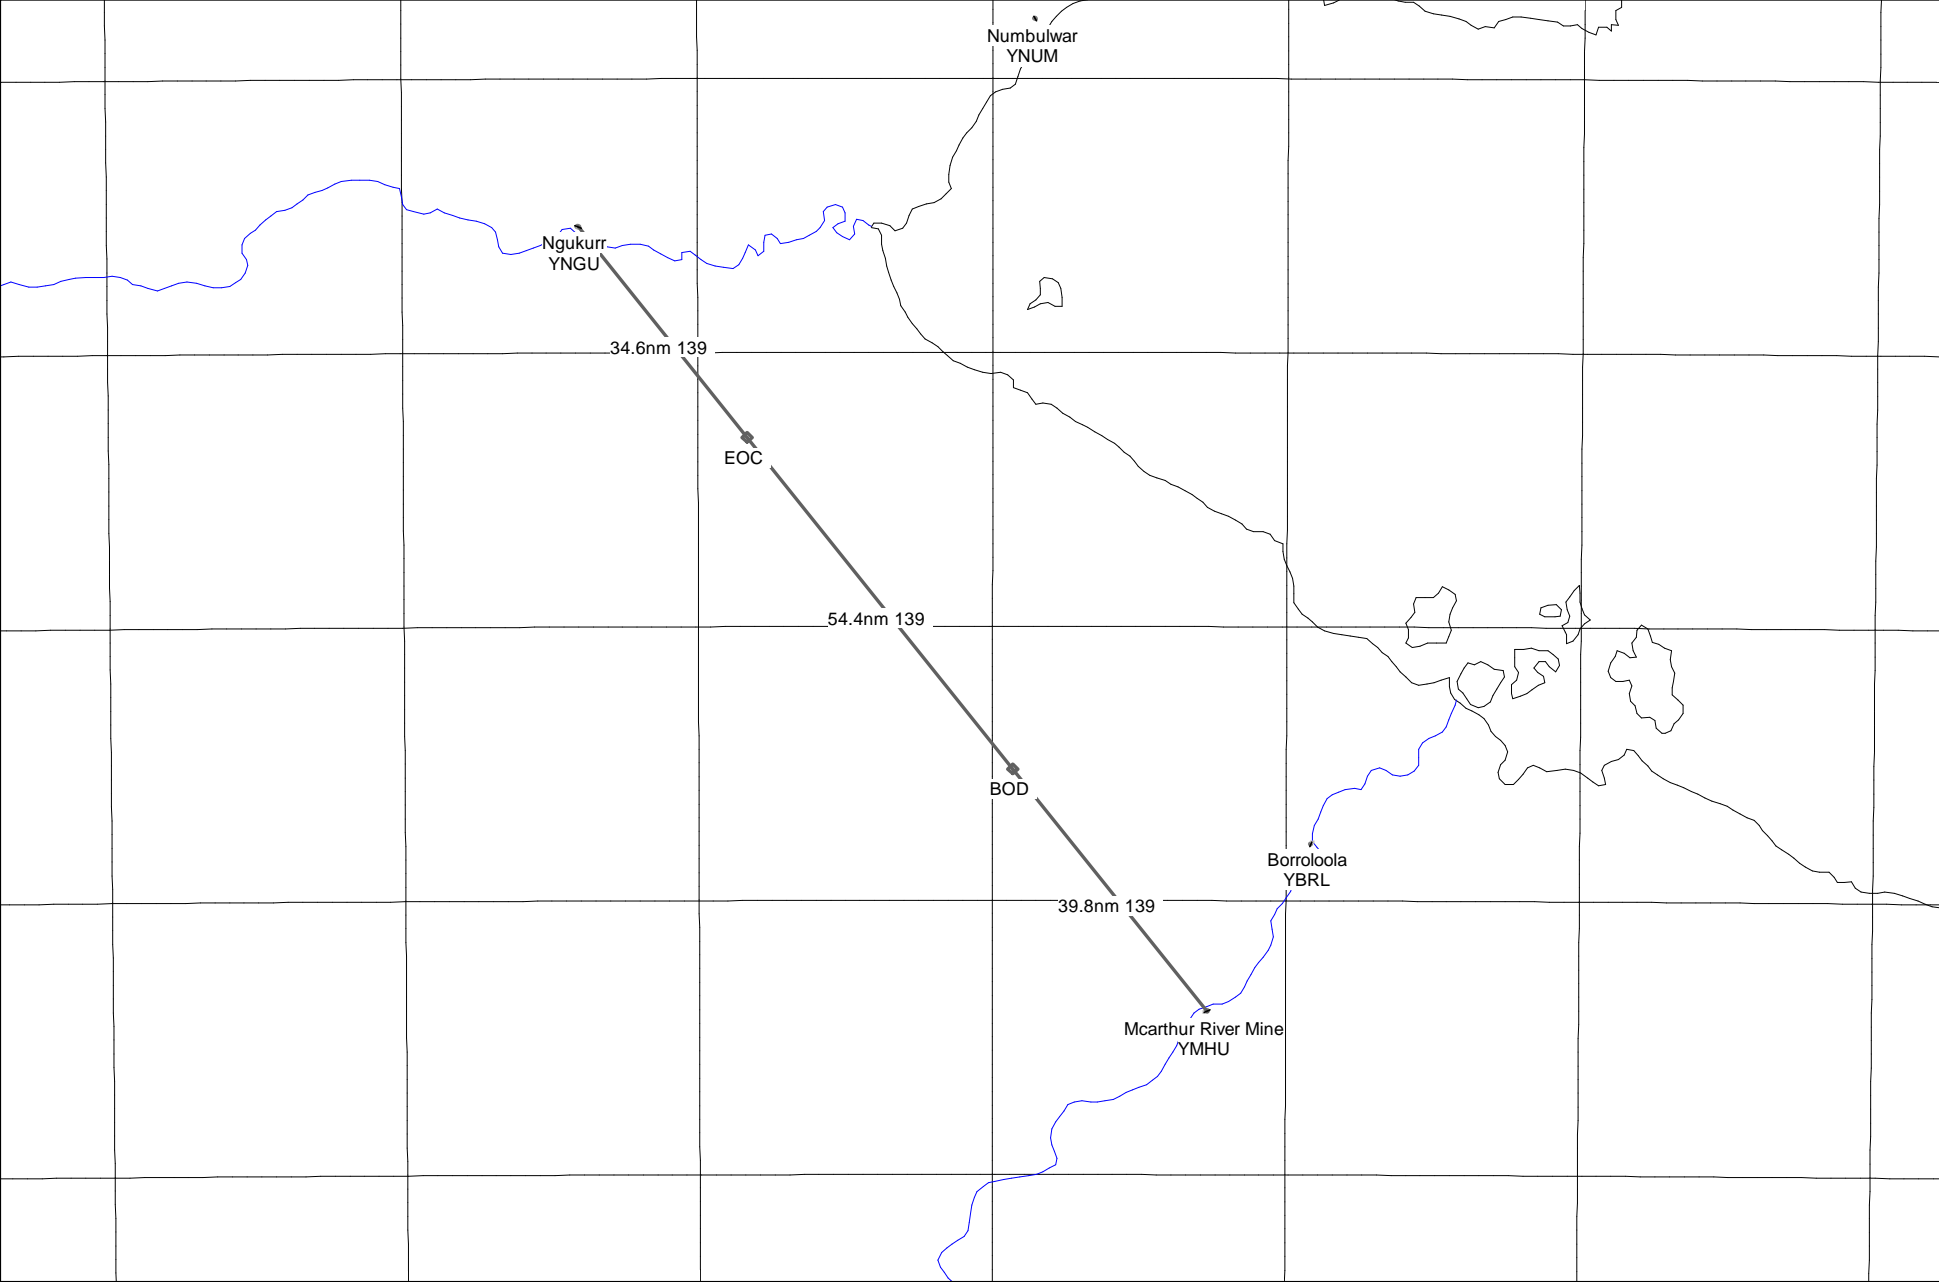 Numbulwar
YNUM
Ngukurr
YNGU
34.6nm 139
EOC
54.4nm 139
BOD
Borroloola
YBRL
39.8nm 139
Mcarthur River Mine
YMHU